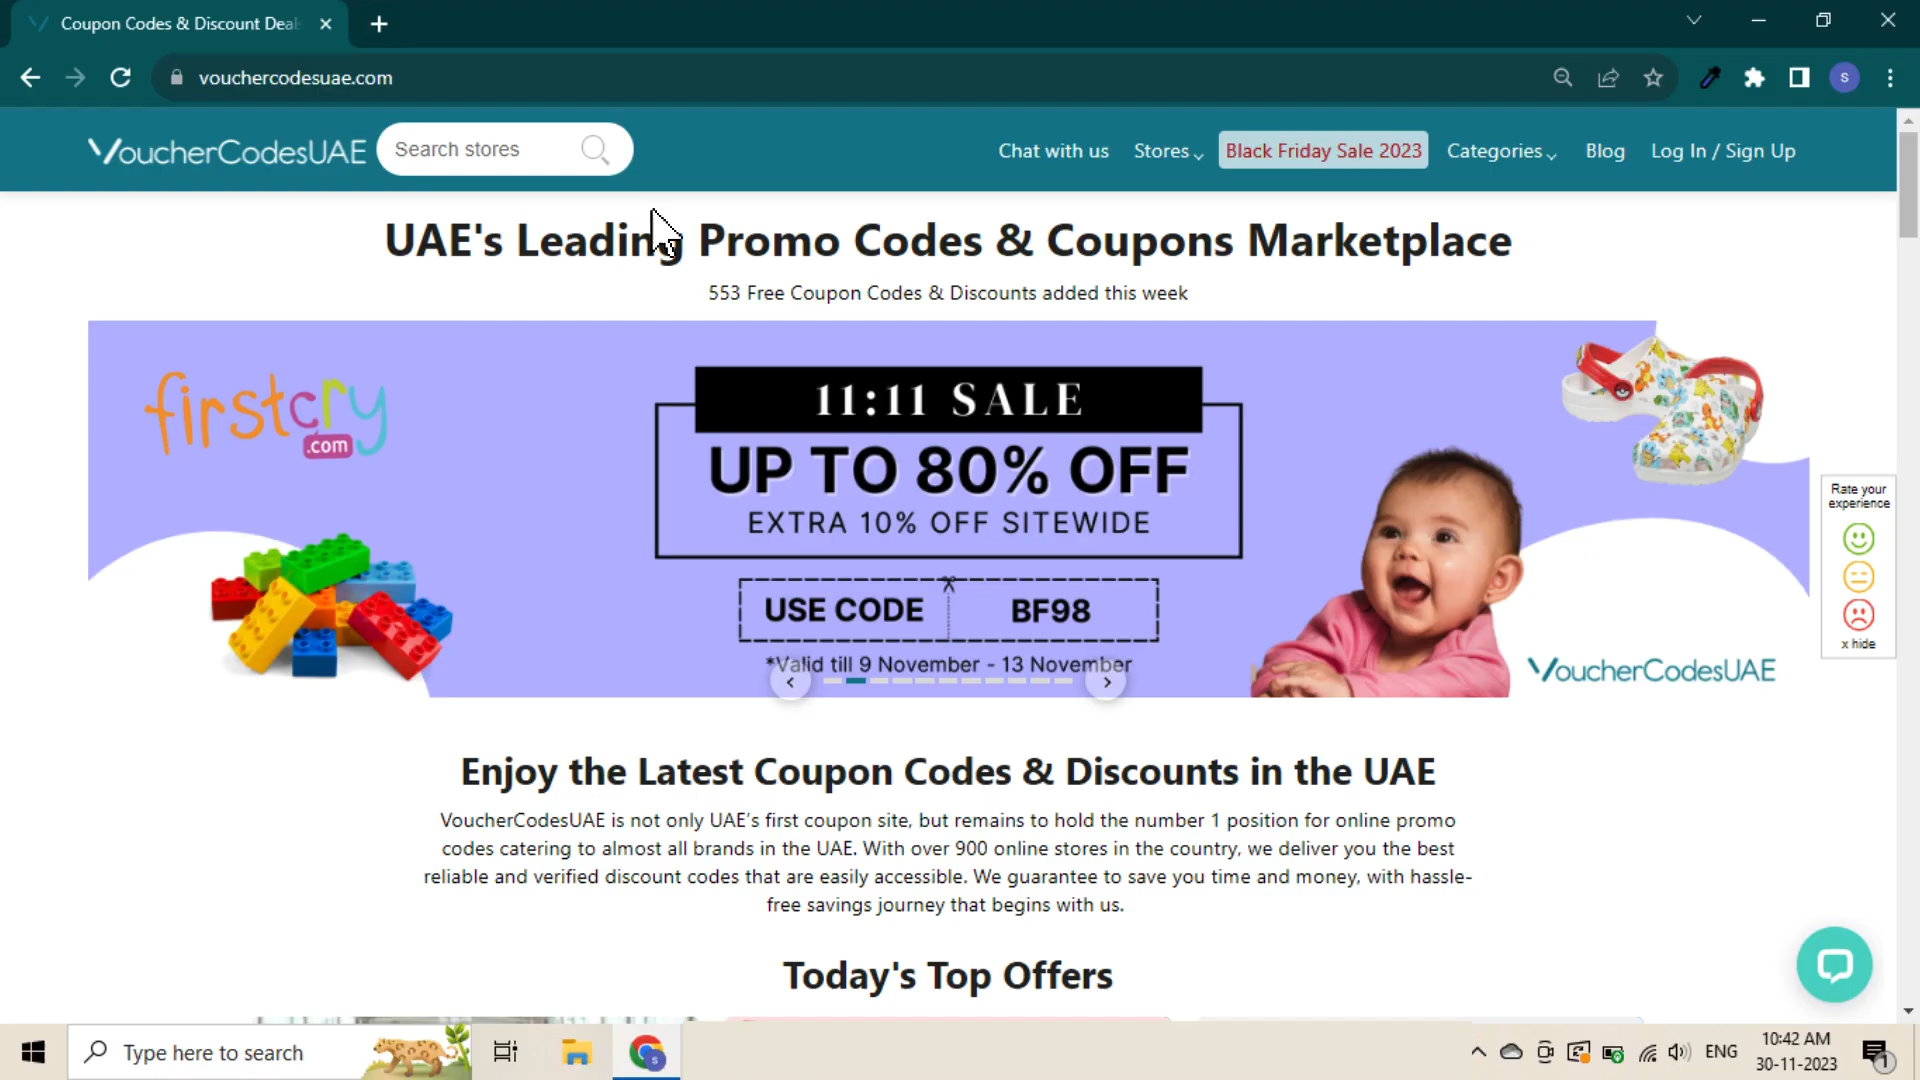 Coupon Codes & Discount Deal
vouchercodesuae.com
S
VoucherCodesUAE
Search stores
Chat with us
Stores
Black Friday Sale 2023
Categories
Blog
Log In / Sign Up
UAE's Leading Promo Codes & Coupons Marketplace
553 Free Coupon Codes & Discounts added this week
firstcry
.com
11:11 SALE
UP TO 80% OFF
EXTRA 10% OFF SITEWIDE
USE CODE BF98
*Valid till 9 November - 13 November
VoucherCodesUAE
Rate your
experience
x hide
Enjoy the Latest Coupon Codes & Discounts in the UAE
VoucherCodesUAE is not only UAE's first coupon site, but remains to hold the number 1 position for online promo
codes catering to almost all brands in the UAE. With over 900 online stores in the country, we deliver you the best
reliable and verified discount codes that are easily accessible. We guarantee to save you time and money, with hassle-
free savings journey that begins with us.
Today's Top Offers
Type here to search
ENG
10:42 AM
30-11-2023
1